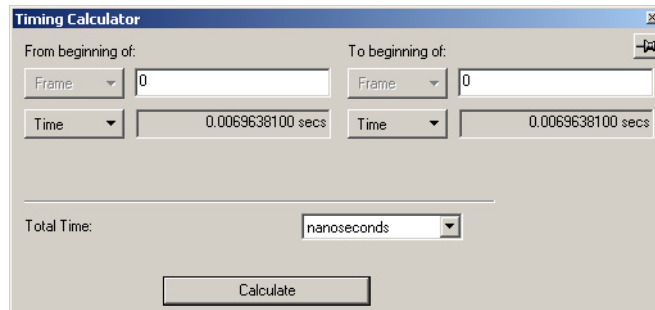 Timing Calculator
From beginning of: To beginning of:
Frame 0 Frame 0
Time 0.0069638100 secs Time 0.0069638100 secs
Total Time: nanoseconds
Calculate